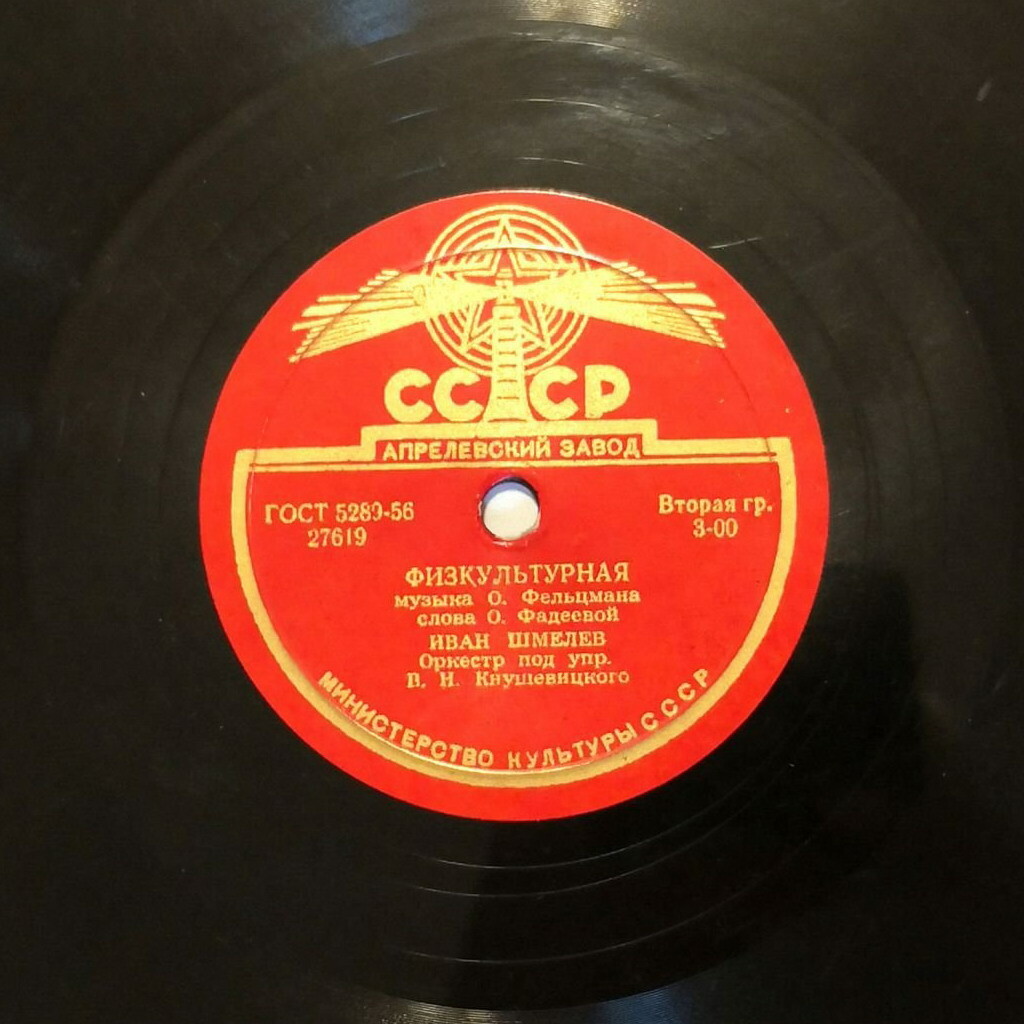 СССР
АПРЕЛЕВСКИЙ ЗАВОД
ГОСТ 5289-56
27619
Вторая гр.
3-00
ФИЗКУЛЬТУРНАЯ
музыка О. Фельцмана
слова О. Фадеевой
ИВАН ШМЕЛЕВ
Оркестр под упр.
В. Н. Кнушевицкого
МИНИСТЕРСТВО КУЛЬТУРЫ СССР